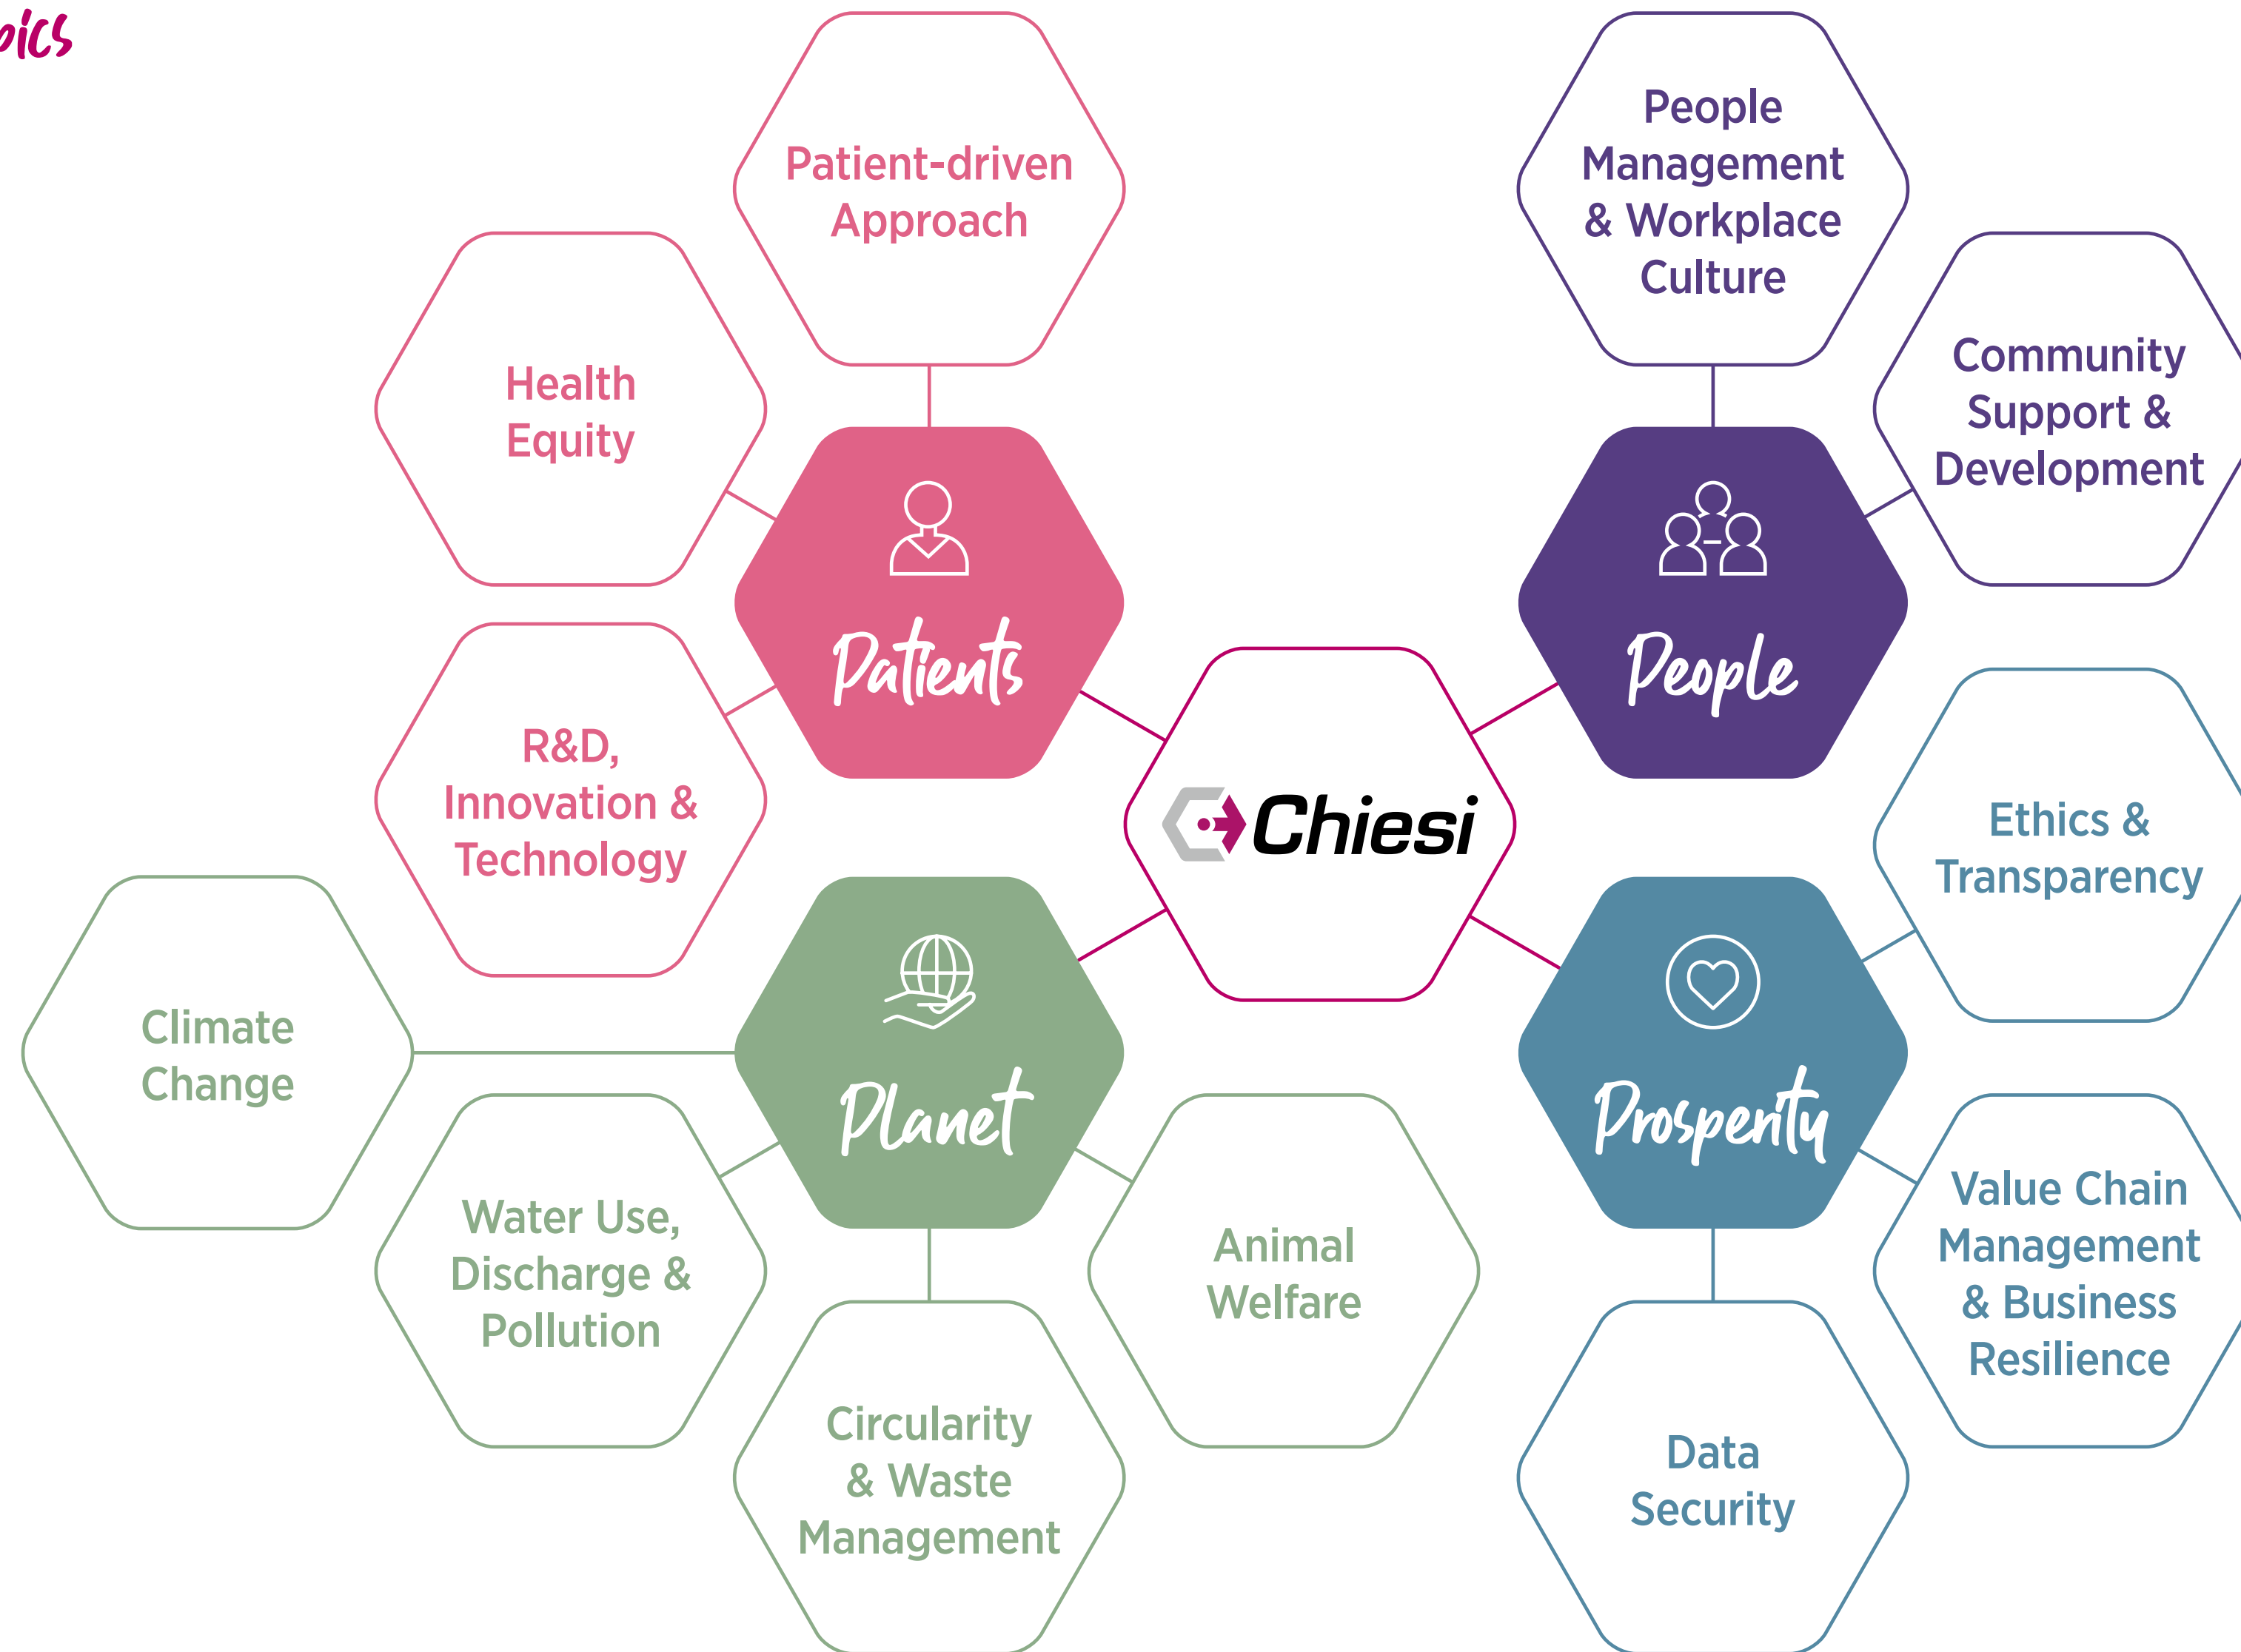 Patient-driven
Approach
People
Management
& Workplace
Culture
Health
Equity
Community
Support &
Development
Patients
People
R&D,
Innovation &
Technology
Chiesi
Ethics &
Transparency
Climate
Change
Planet
Prosperity
Water Use,
Discharge &
Pollution
Animal
Welfare
Value Chain
Management
& Business
Resilience
Circularity
& Waste
Management
Data
Security